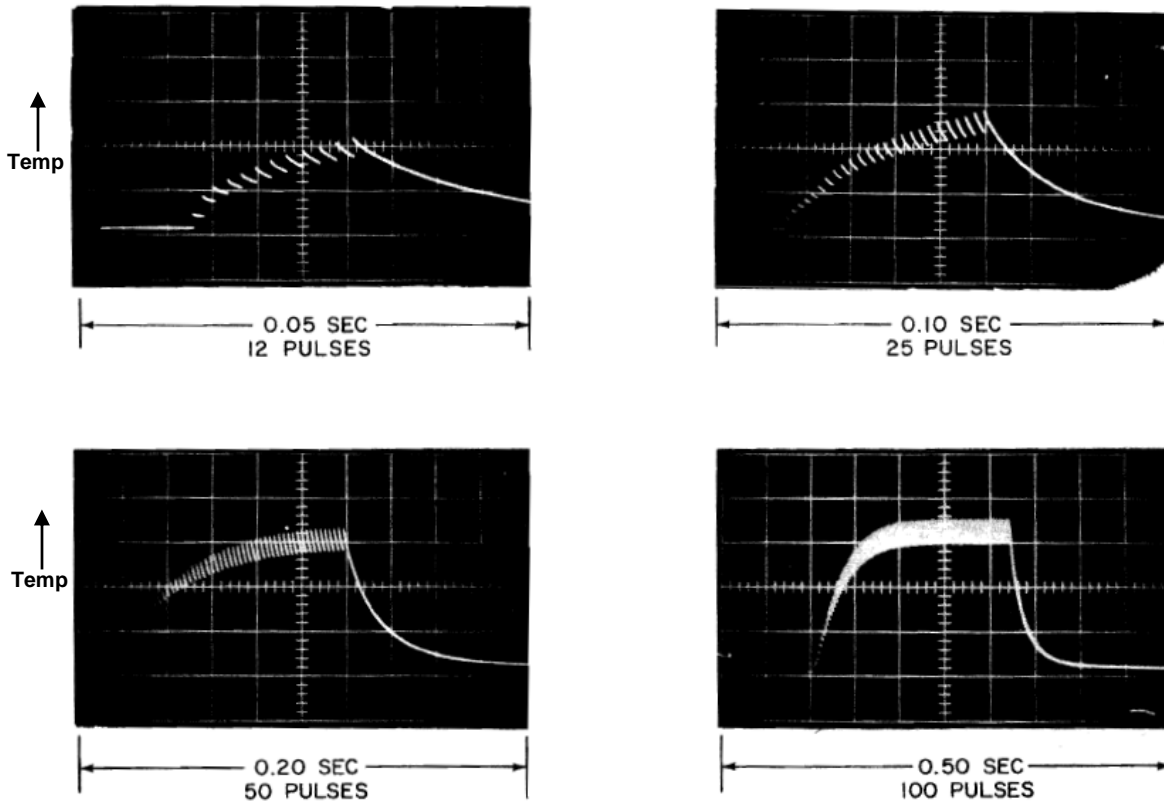 Temp
0.05 SEC
12 PULSES
0.10 SEC
25 PULSES
Temp
0.20 SEC
50 PULSES
0.50 SEC
100 PULSES